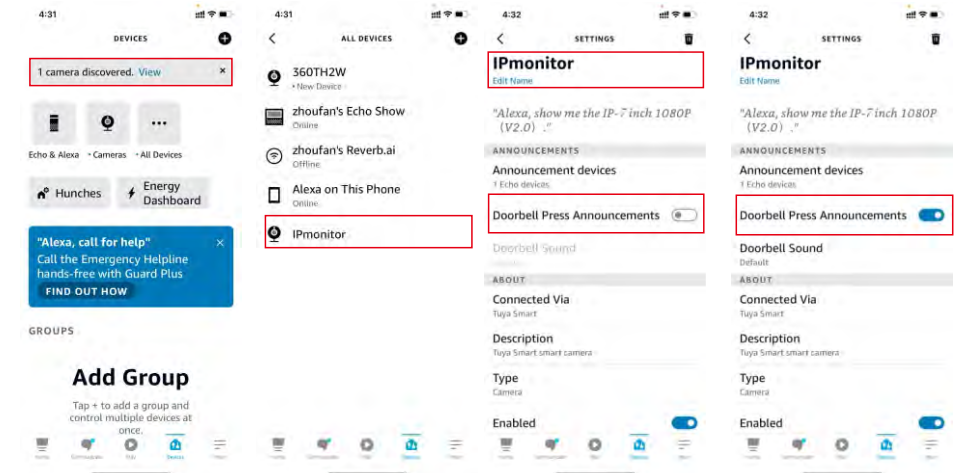 4:31
DEVICES
1 camera discovered. View ×
Echo & Alexa • Cameras • All Devices
Hunches
Energy
Dashboard
"Alexa, call for help" ×
Call the Emergency Helpline
hands-free with Guard Plus
FIND OUT HOW
GROUPS
Add Group
Tap + to add a group and
control multiple devices at
once.
Devices
4:31
ALL DEVICES
360TH2W
• New Device
zhoufan's Echo Show
Online
zhoufan's Reverb.ai
Offline
Alexa on This Phone
Online
IPmonitor
Devices
4:32
SETTINGS
IPmonitor
Edit Name
"Alexa, show me the IP-7 inch 1080P
(V2.0) ."
ANNOUNCEMENTS
Announcement devices
1 Echo devices
Doorbell Press Announcements
Doorbell Sound
ABOUT
Connected Via
Tuya Smart
Description
Tuya Smart smart camera
Type
Camera
Enabled
Devices
4:32
SETTINGS
IPmonitor
Edit Name
"Alexa, show me the IP-7 inch 1080P
(V2.0) ."
ANNOUNCEMENTS
Announcement devices
1 Echo devices
Doorbell Press Announcements
Doorbell Sound
Default
ABOUT
Connected Via
Tuya Smart
Description
Tuya Smart smart camera
Type
Camera
Enabled
Devices